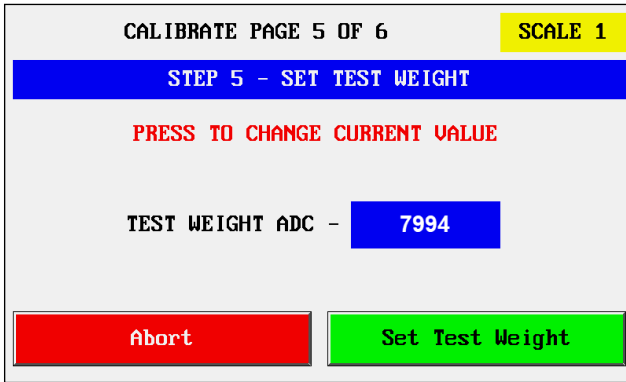 CALIBRATE PAGE 5 OF 6 SCALE 1
STEP 5 - SET TEST WEIGHT
PRESS TO CHANGE CURRENT VALUE
TEST WEIGHT ADC - 7994
Abort Set Test Weight